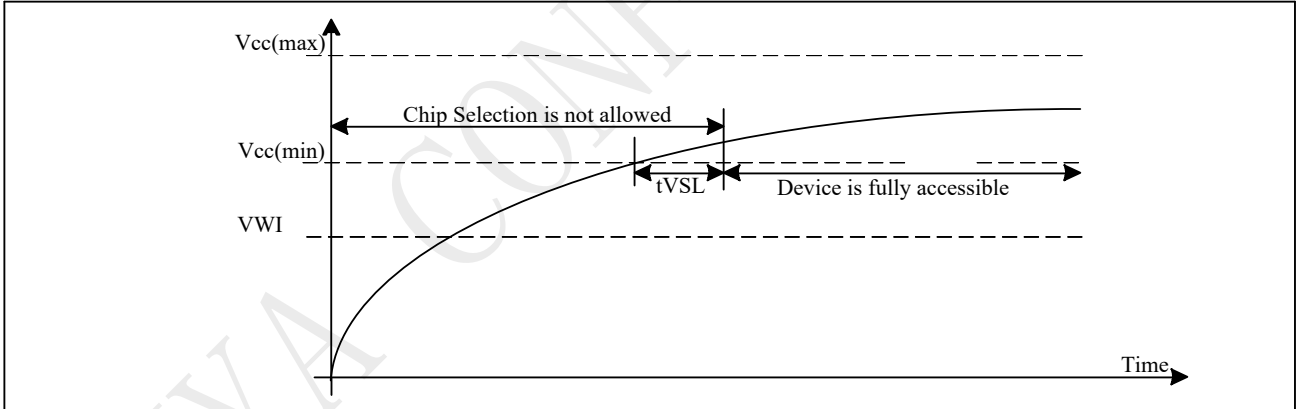 Vcc(max)
Chip Selection is not allowed
Vcc(min)
tVSL
Device is fully accessible
VWI
Time